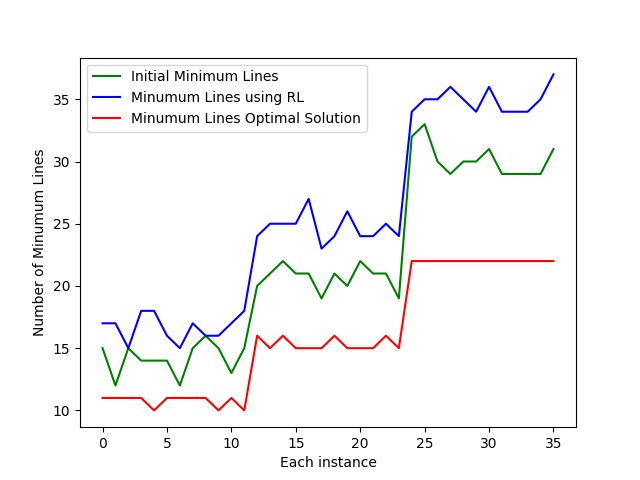 Initial Minimum Lines
Minumum Lines using RL
Minumum Lines Optimal Solution
Number of Minumum Lines
35
30
25
20
15
10
0 5 10 15 20 25 30 35
Each instance